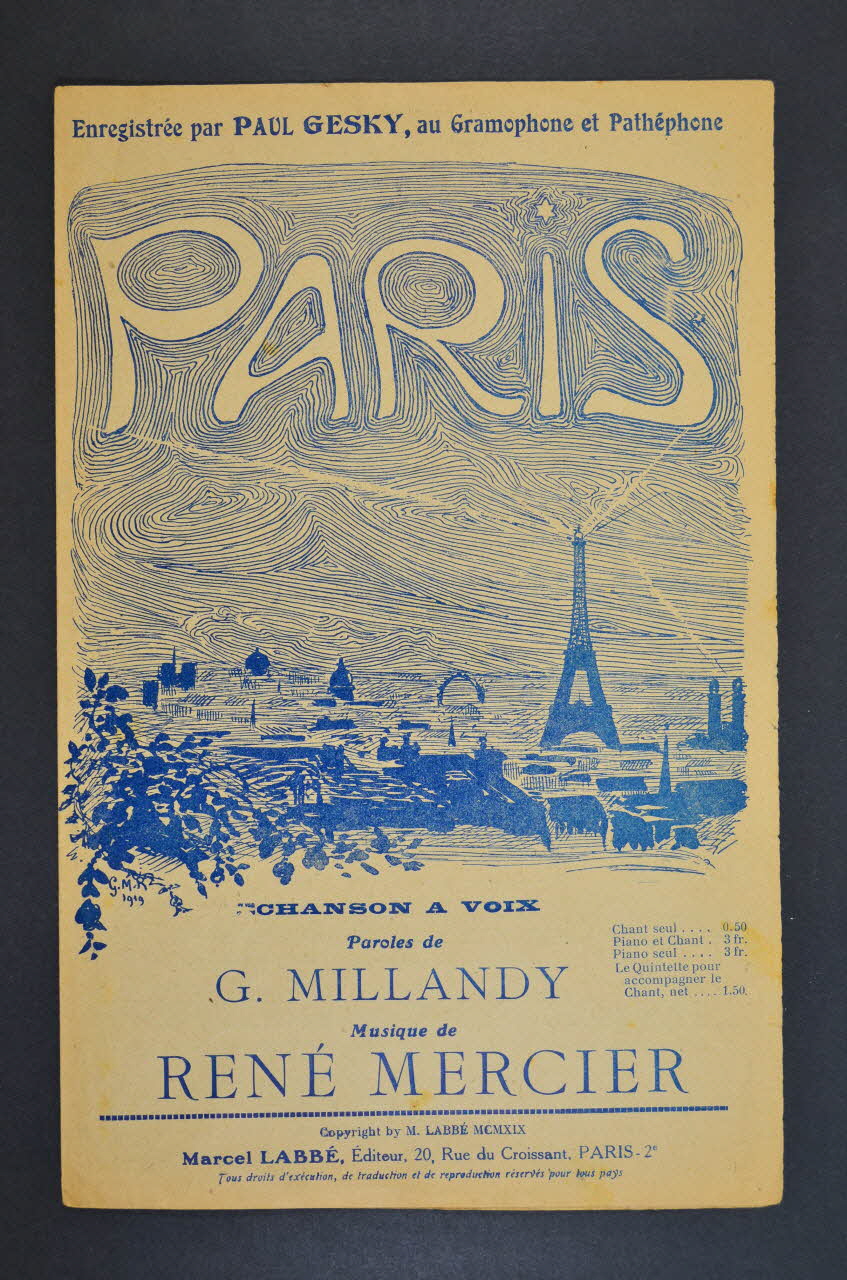 Enregistrée par PAUL GESKY, au Gramophone et Pathéphone
PARIS
1919
CHANSON A VOIX
Paroles de
G. MILLANDY
Musique de
RENÉ MERCIER
Chant seul .... 0.50
Piano et Chant . 3 fr.
Piano seul .... 3 fr.
Le Quintette pour
accompagner le
Chant, net .... 1.50.
Copyright by M. LABBÉ MCMXIX
Marcel LABBÉ, Éditeur, 20, Rue du Croissant, PARIS-2e
Tous droits d'exécution, de traduction et de reproduction réservés pour tous pays